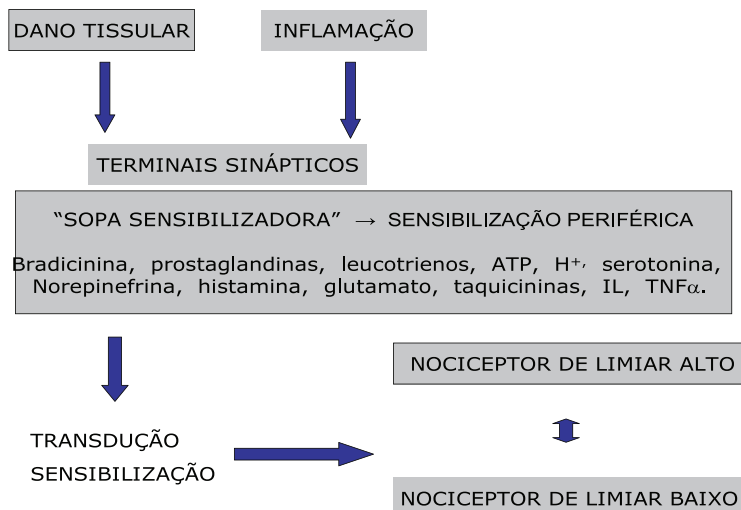 DANO TISSULAR
INFLAMAÇÃO
TERMINAIS SINÁPTICOS
“SOPA SENSIBILIZADORA” → SENSIBILIZAÇÃO PERIFÉRICA
Bradicinina, prostaglandinas, leucotrienos, ATP, H⁺, serotonina,
Norepinefrina, histamina, glutamato, taquicininas, IL, TNFα.
NOCICEPTOR DE LIMIAR ALTO
TRANSDUÇÃO
SENSIBILIZAÇÃO
NOCICEPTOR DE LIMIAR BAIXO